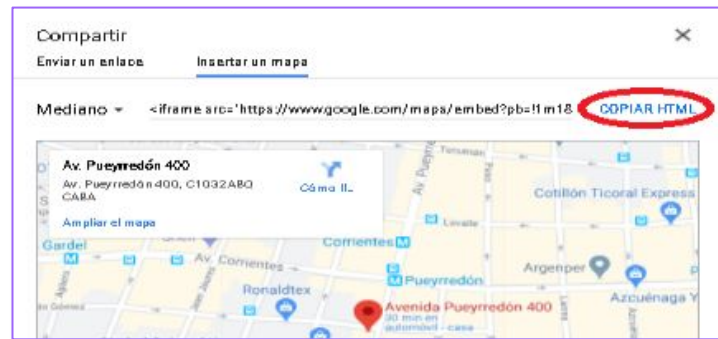 Compartir
Enviar un enlace
Insertar un mapa
Mediano
<iframe src="https://www.google.com/maps/embed?pb=!1m18
COPIAR HTML
Av. Pueyrredón 400
Av. Pueyrredón 400, C1032ABQ
CABA
Cómo ll...
Ampliar el mapa
Cotillón Ticoral Express
Lavalle
Gardel
Corrientes
Av. Corrientes
Pueyrredón
Argenper
Ronaldtex
Azcuénaga Y
Avenida Pueyrredón 400
30 min en
automóvil - casa